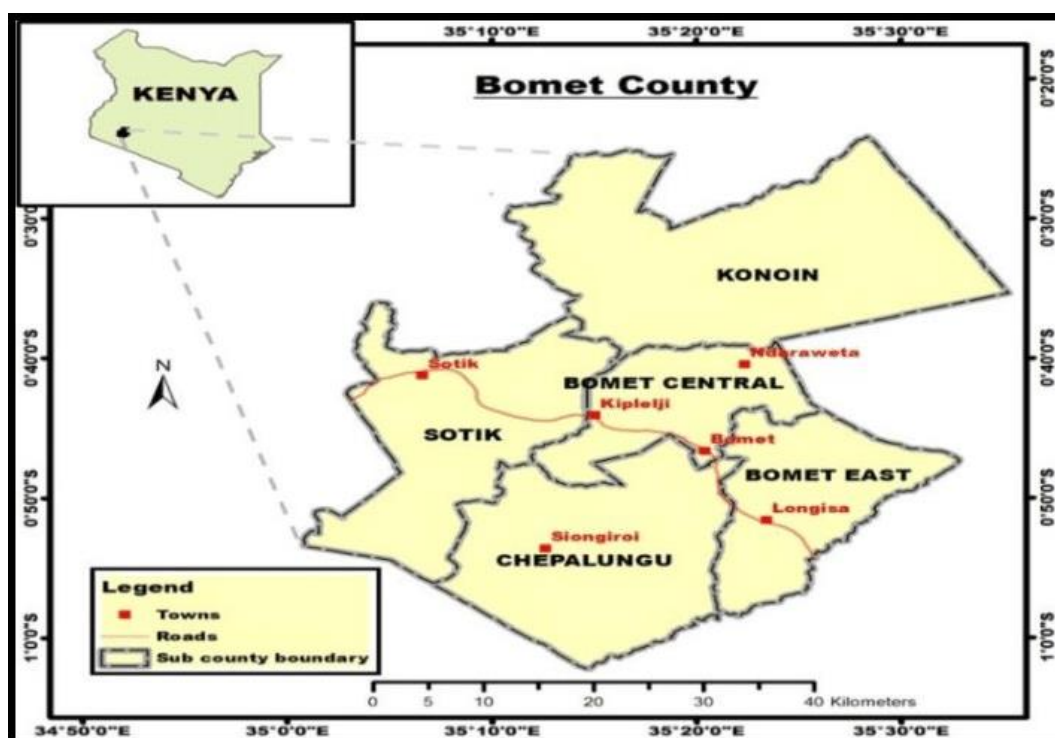 35°10'0"E 35°20'0"E 35°30'0"E
Bomet County
KENYA
0°20'0"S
0°30'0"S
KONOIN
0°40'0"S 0°40'0"S
Sotik
Ndaraweta
BOMET CENTRAL
Kiplelji
N
SOTIK
Bomet
BOMET EAST
0°50'0"S 0°50'0"S
Longisa
Siongiroi
CHEPALUNGU
Legend
Towns
Roads
Sub county boundary
1°0'0"S 1°0'0"S
0 5 10 20 30 40 Kilometers
34°50'0"E 35°0'0"E 35°10'0"E 35°20'0"E 35°30'0"E